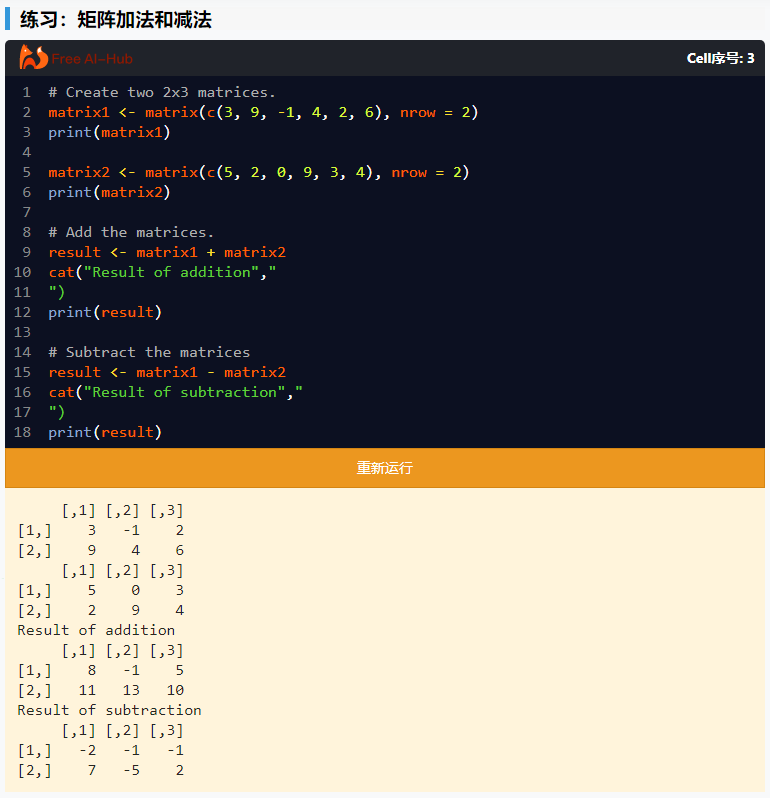 练习：矩阵加法和减法
Free AI-Hub
Cell序号: 3
1 # Create two 2x3 matrices.
2 matrix1 <- matrix(c(3, 9, -1, 4, 2, 6), nrow = 2)
3 print(matrix1)
4
5 matrix2 <- matrix(c(5, 2, 0, 9, 3, 4), nrow = 2)
6 print(matrix2)
7
8 # Add the matrices.
9 result <- matrix1 + matrix2
10 cat("Result of addition","
11 ")
12 print(result)
13
14 # Subtract the matrices
15 result <- matrix1 - matrix2
16 cat("Result of subtraction","
17 ")
18 print(result)
重新运行
     [,1] [,2] [,3]
[1,]    3   -1    2
[2,]    9    4    6
     [,1] [,2] [,3]
[1,]    5    0    3
[2,]    2    9    4
Result of addition
     [,1] [,2] [,3]
[1,]    8   -1    5
[2,]   11   13   10
Result of subtraction
     [,1] [,2] [,3]
[1,]   -2   -1   -1
[2,]    7   -5    2